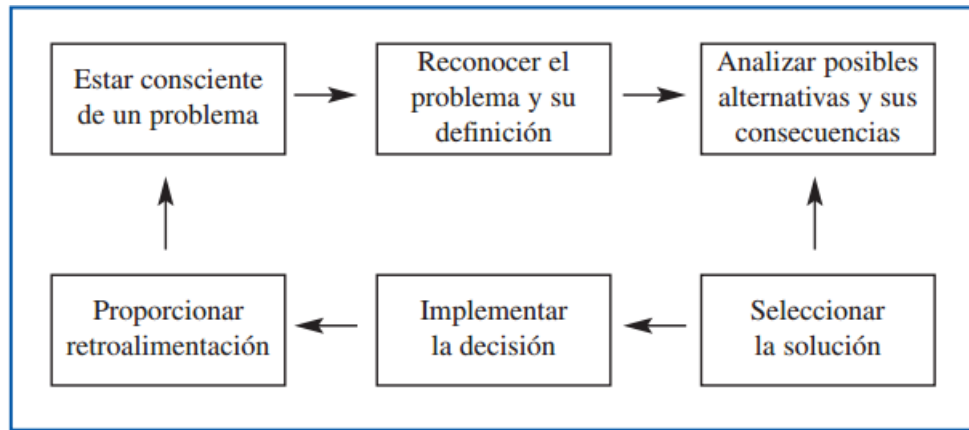 Estar consciente
de un problema
Reconocer el
problema y su
definición
Analizar posibles
alternativas y sus
consecuencias
Proporcionar
retroalimentación
Implementar
la decisión
Seleccionar
la solución